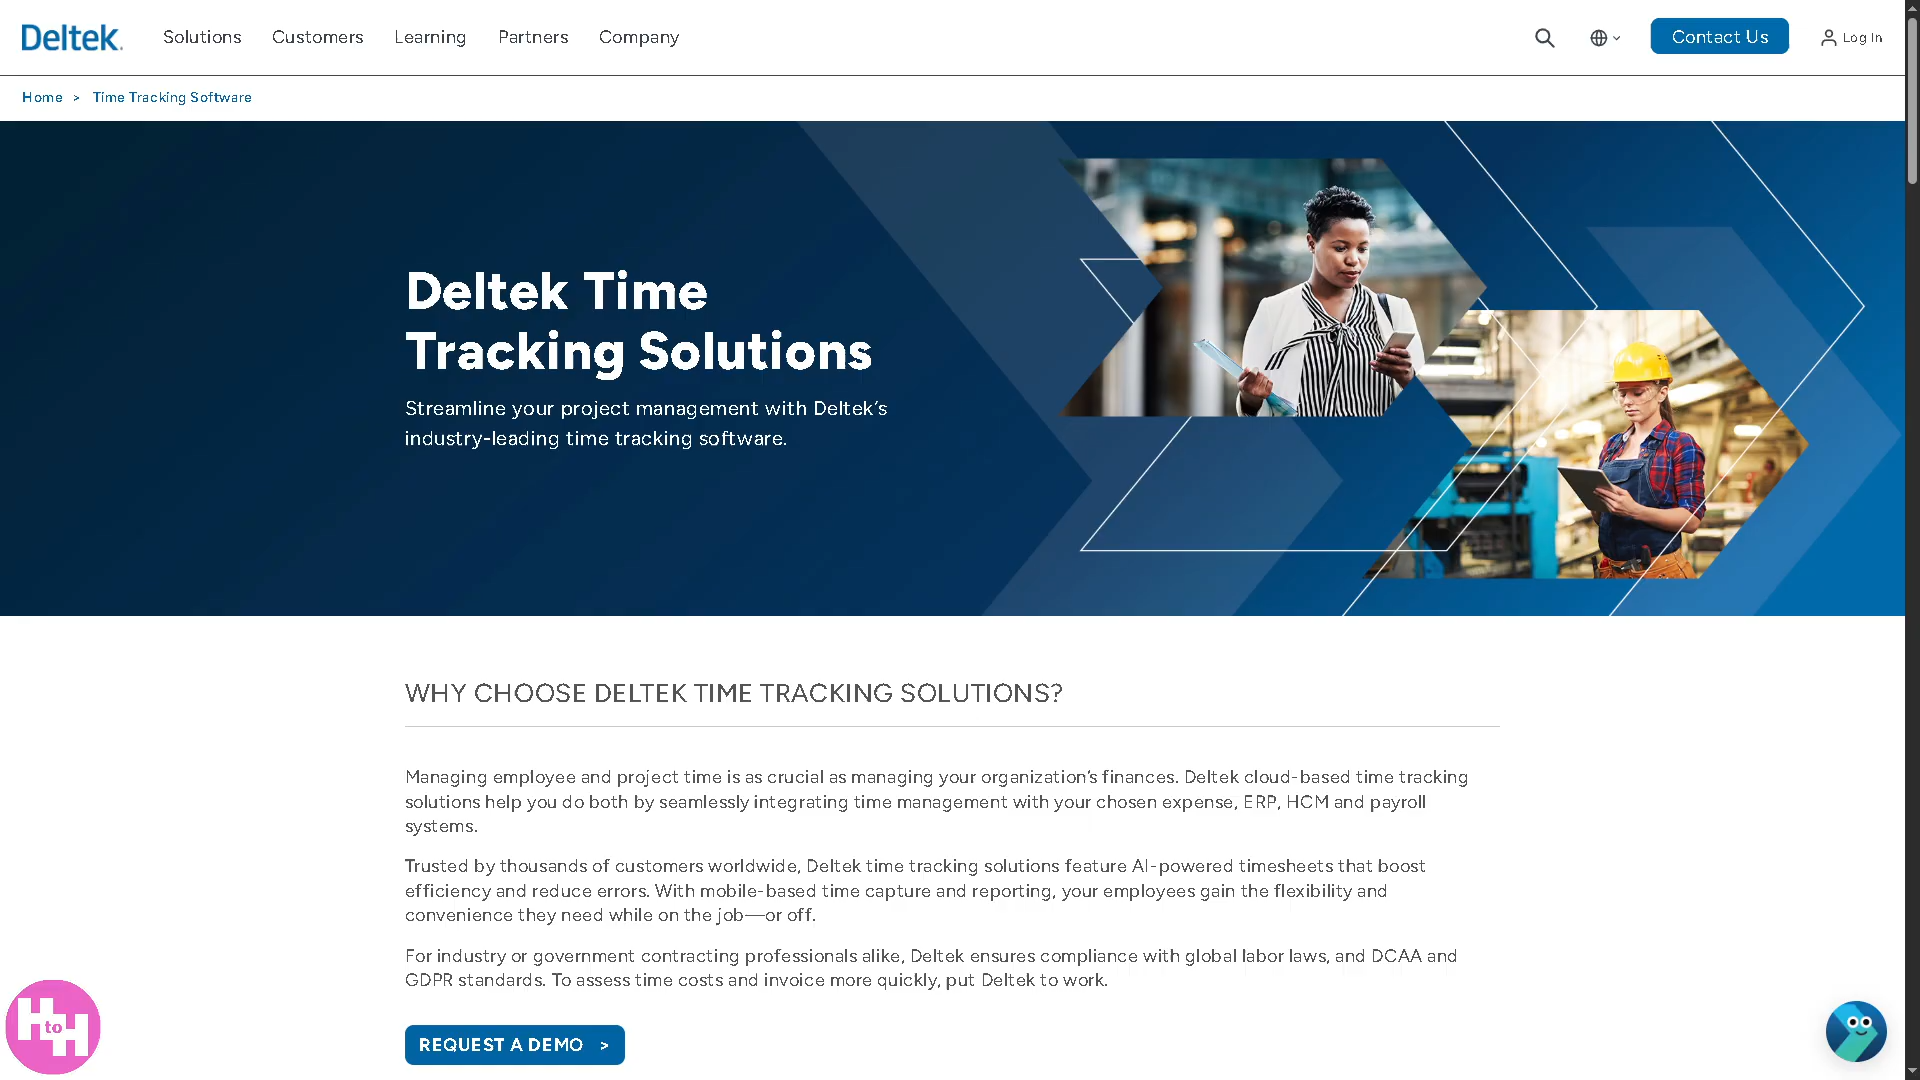 Deltek.
Solutions
Customers
Learning
Partners
Company
Contact Us
Log In
Home > Time Tracking Software
Deltek Time
Tracking Solutions
Streamline your project management with Deltek’s
industry-leading time tracking software.
WHY CHOOSE DELTEK TIME TRACKING SOLUTIONS?
Managing employee and project time is as crucial as managing your organization’s finances. Deltek cloud-based time tracking
solutions help you do both by seamlessly integrating time management with your chosen expense, ERP, HCM and payroll
systems.
Trusted by thousands of customers worldwide, Deltek time tracking solutions feature AI-powered timesheets that boost
efficiency and reduce errors. With mobile-based time capture and reporting, your employees gain the flexibility and
convenience they need while on the job—or off.
For industry or government contracting professionals alike, Deltek ensures compliance with global labor laws, and DCAA and
GDPR standards. To assess time costs and invoice more quickly, put Deltek to work.
H to H
REQUEST A DEMO >